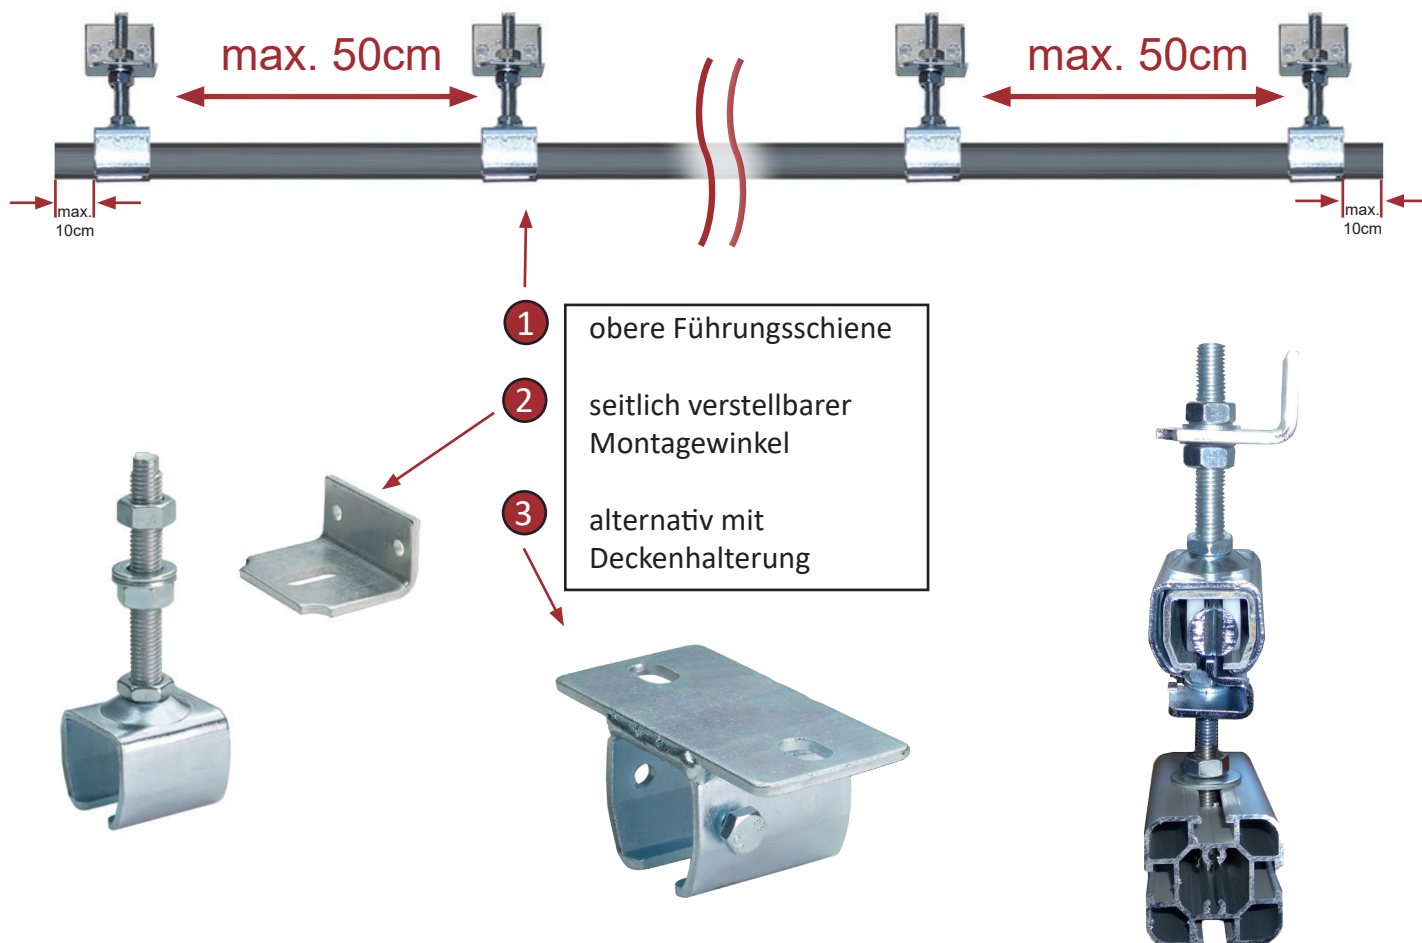 max. 50cm
max. 50cm
max.
10cm
max.
10cm
1
obere Führungsschiene
2
seitlich verstellbarer
Montagewinkel
3
alternativ mit
Deckenhalterung